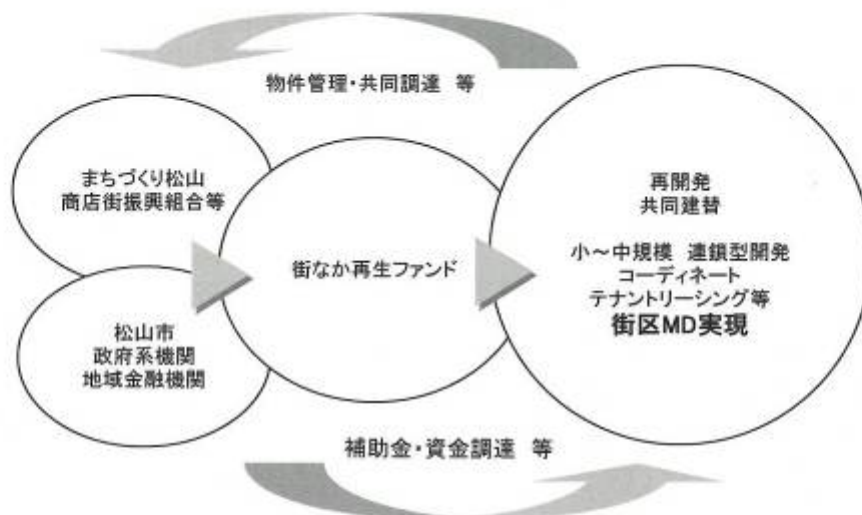 物件管理・共同調達 等
まちづくり松山
商店街振興組合等
松山市
政府系機関
地域金融機関
街なか再生ファンド
再開発
共同建替
小～中規模 連鎖型開発
コーディネート
テナントリーシング等
街区MD実現
補助金・資金調達 等